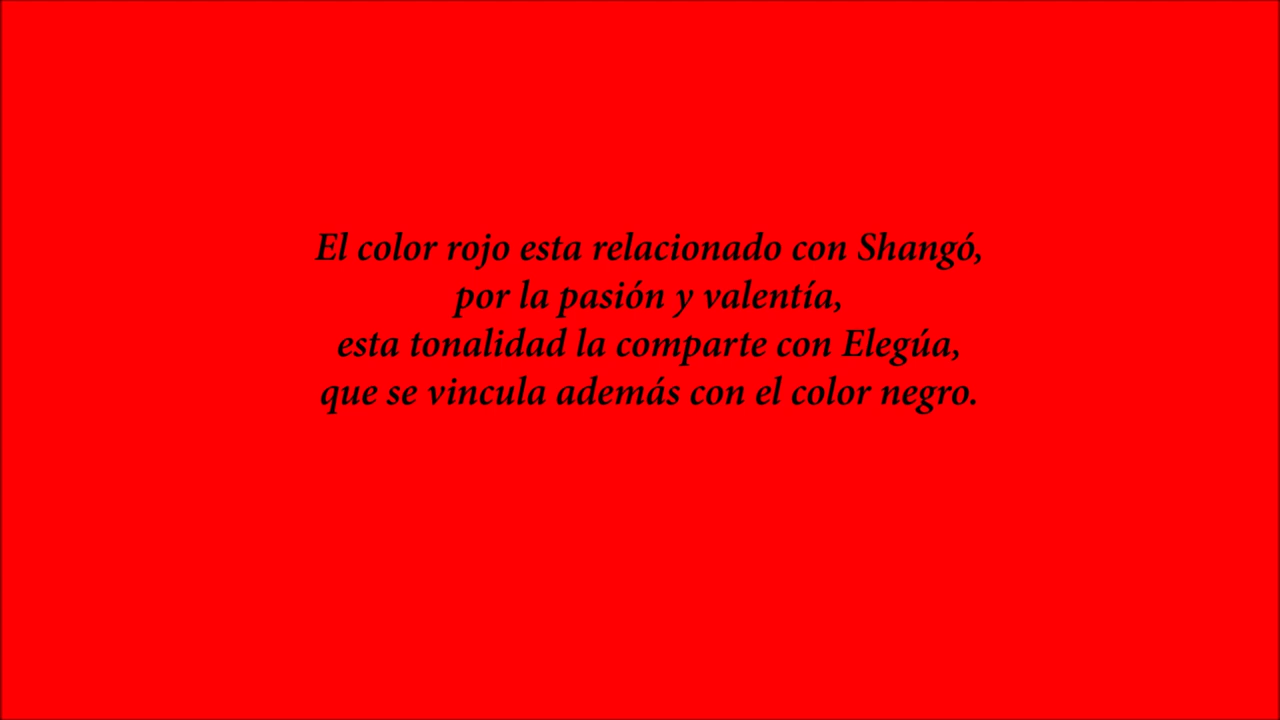 El color rojo esta relacionado con Shangó,
por la pasión y valentía,
esta tonalidad la comparte con Elegúa,
que se vincula además con el color negro.